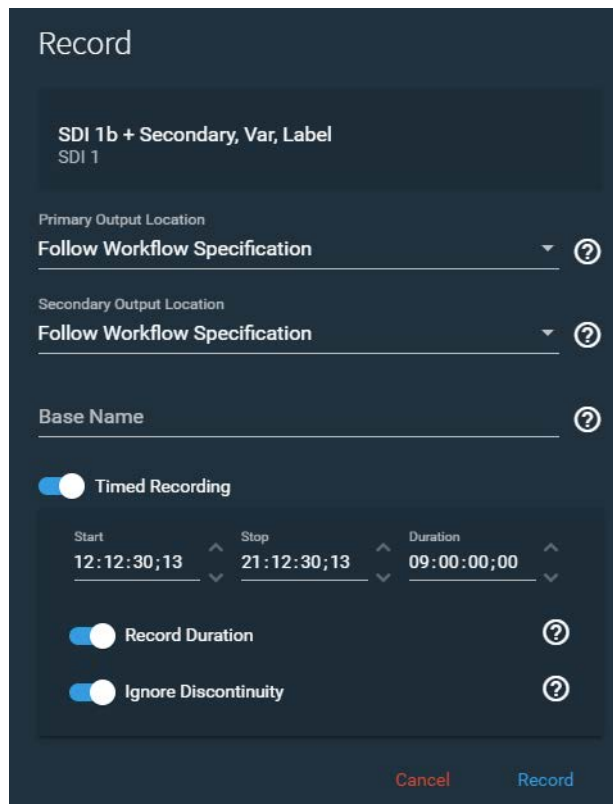 Record
SDI 1b + Secondary, Var, Label
SDI 1
Primary Output Location
Follow Workflow Specification
Secondary Output Location
Follow Workflow Specification
Base Name
Timed Recording
Start Stop Duration
12:12:30;13 21:12:30;13 09:00:00;00
Record Duration
Ignore Discontinuity
Cancel Record